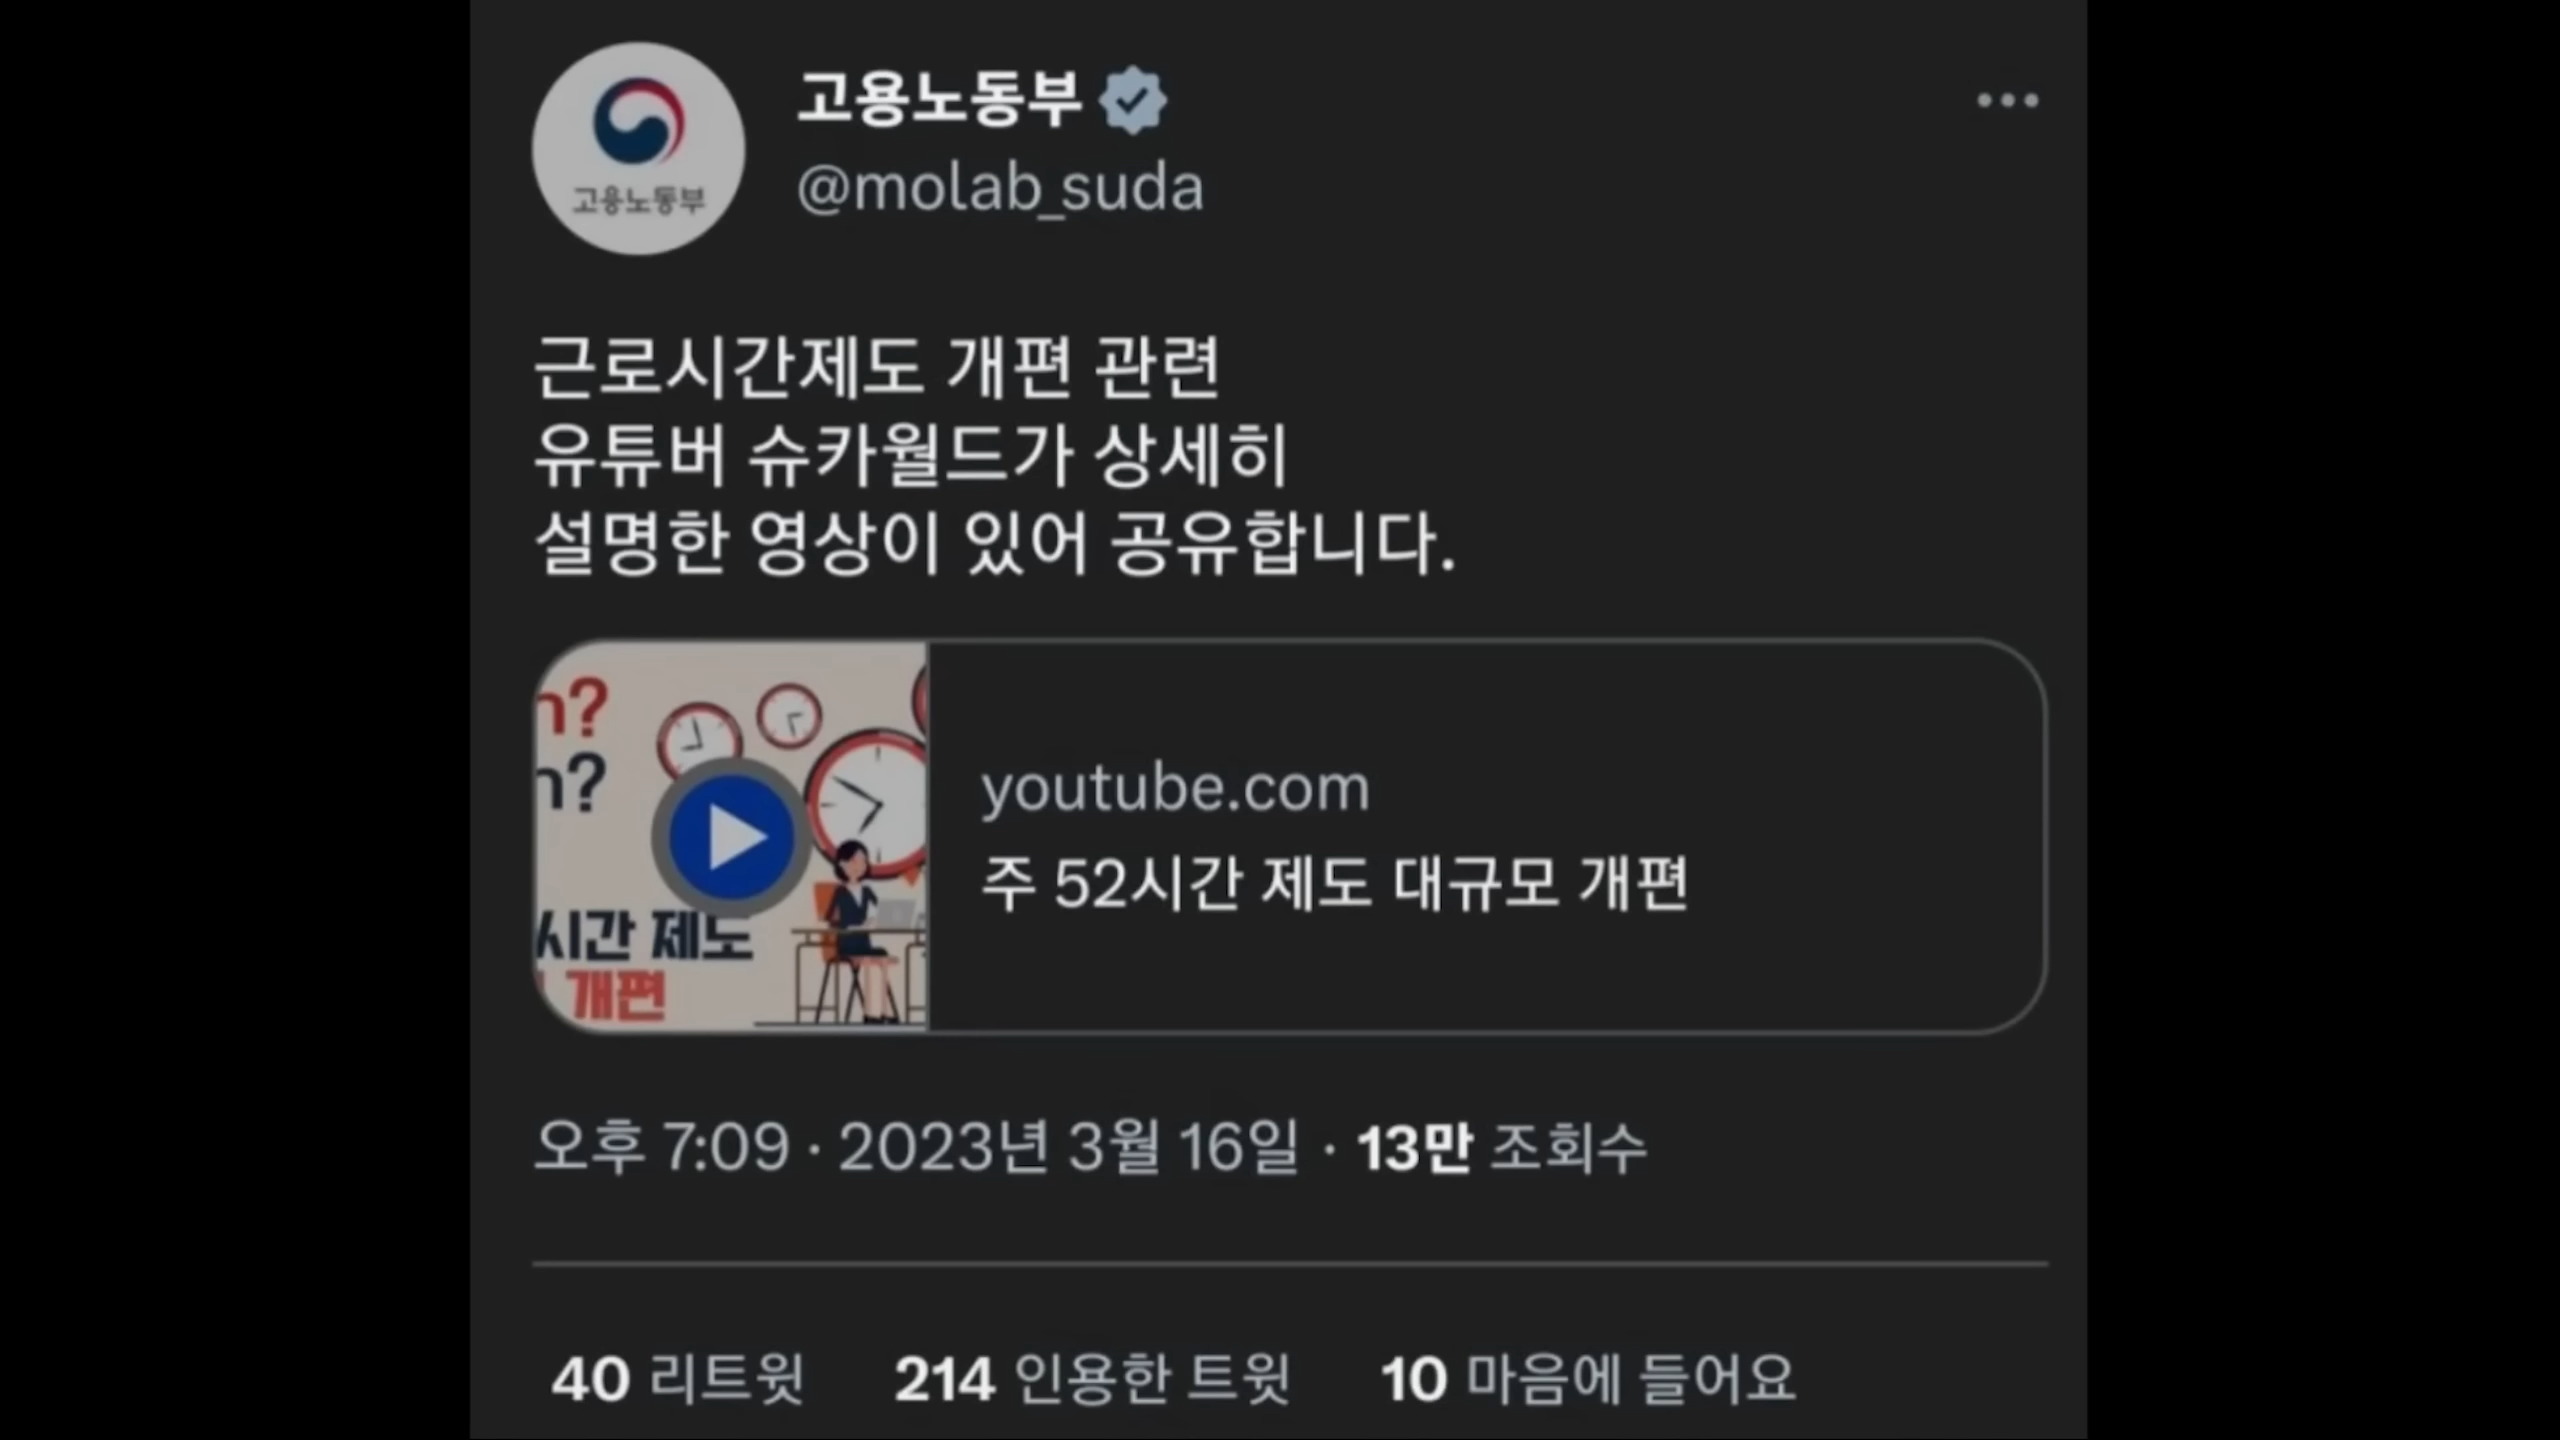 고용노동부
고용노동부
@molab_suda
근로시간제도 개편 관련
유튜버 슈카월드가 상세히
설명한 영상이 있어 공유합니다.
n?
n?
시간 제도
개편
youtube.com
주 52시간 제도 대규모 개편
오후 7:09 · 2023년 3월 16일 · 13만 조회수
40 리트윗 214 인용한 트윗 10 마음에 들어요